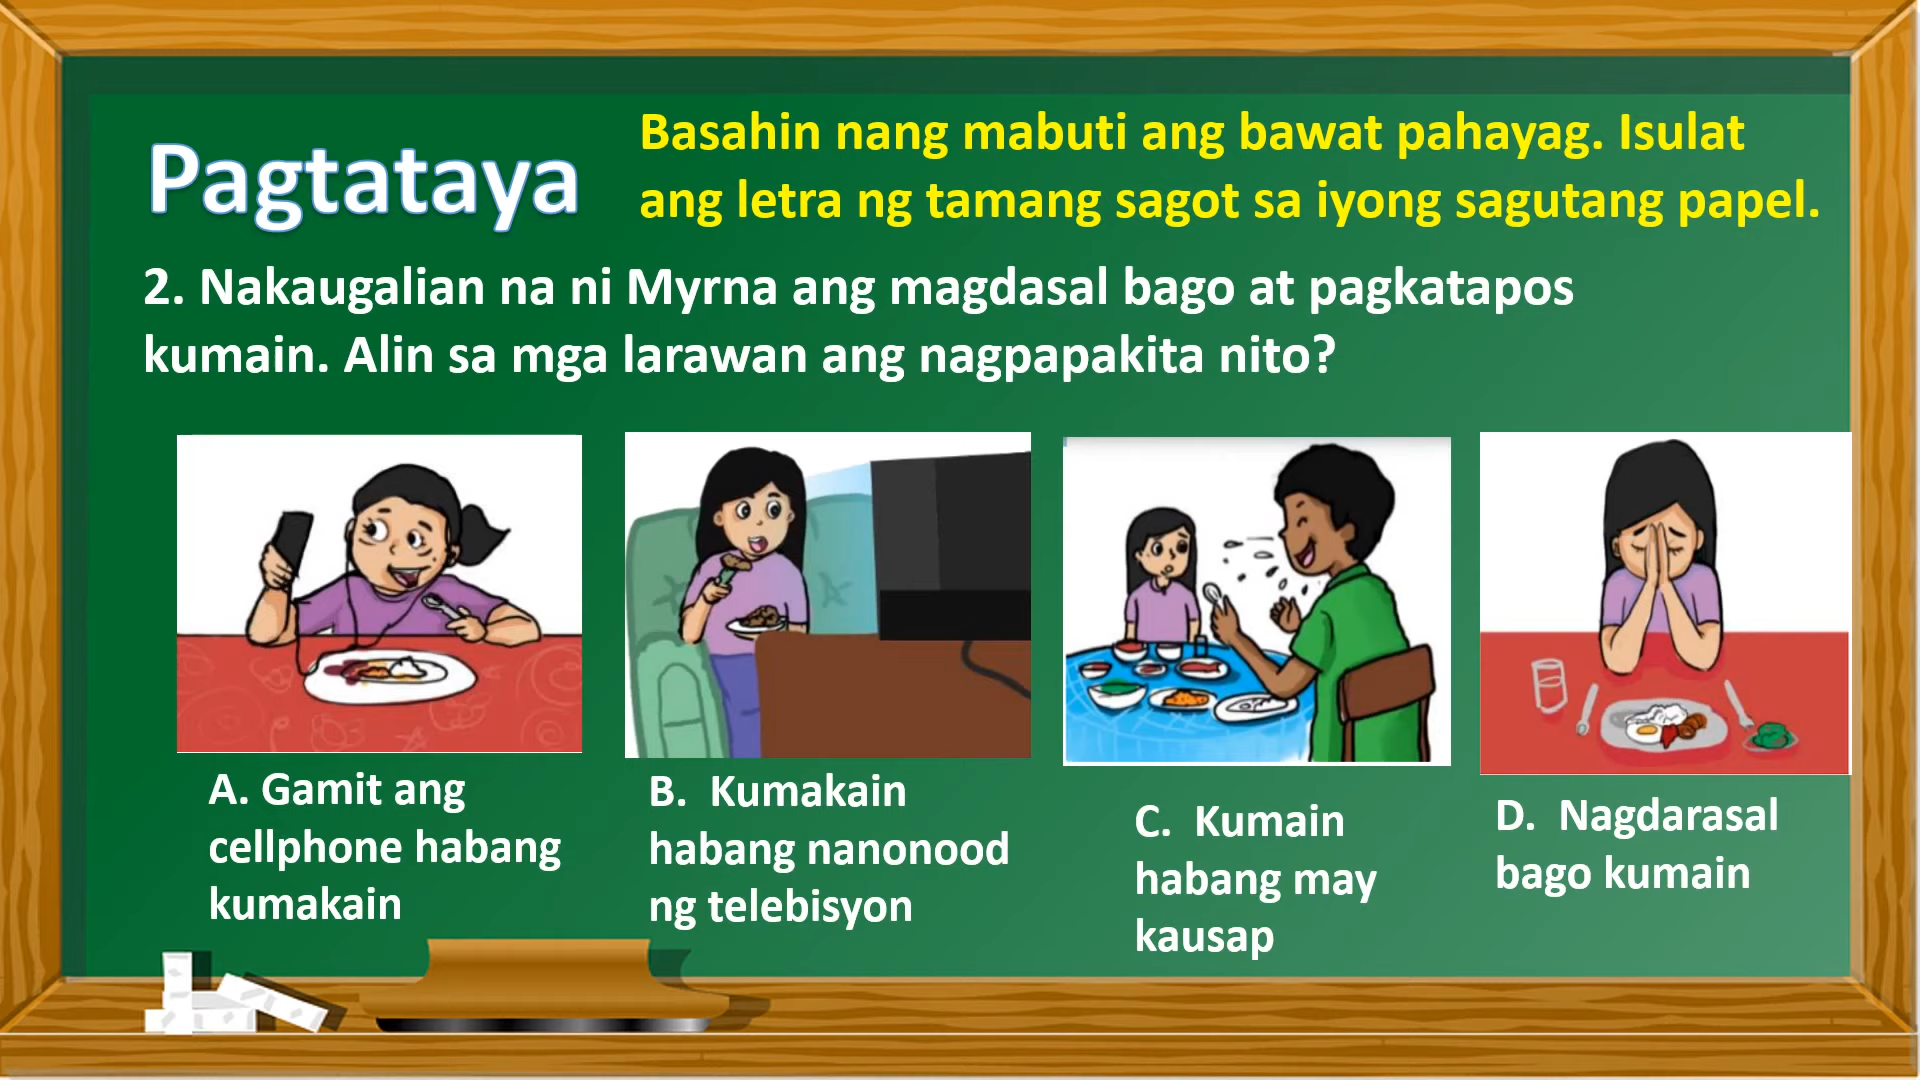 Pagtataya
Basahin nang mabuti ang bawat pahayag. Isulat
ang letra ng tamang sagot sa iyong sagutang papel.
2. Nakaugalian na ni Myrna ang magdasal bago at pagkatapos
kumain. Alin sa mga larawan ang nagpapakita nito?
A. Gamit ang
cellphone habang
kumakain
B. Kumakain
habang nanonood
ng telebisyon
C. Kumain
habang may
kausap
D. Nagdarasal
bago kumain